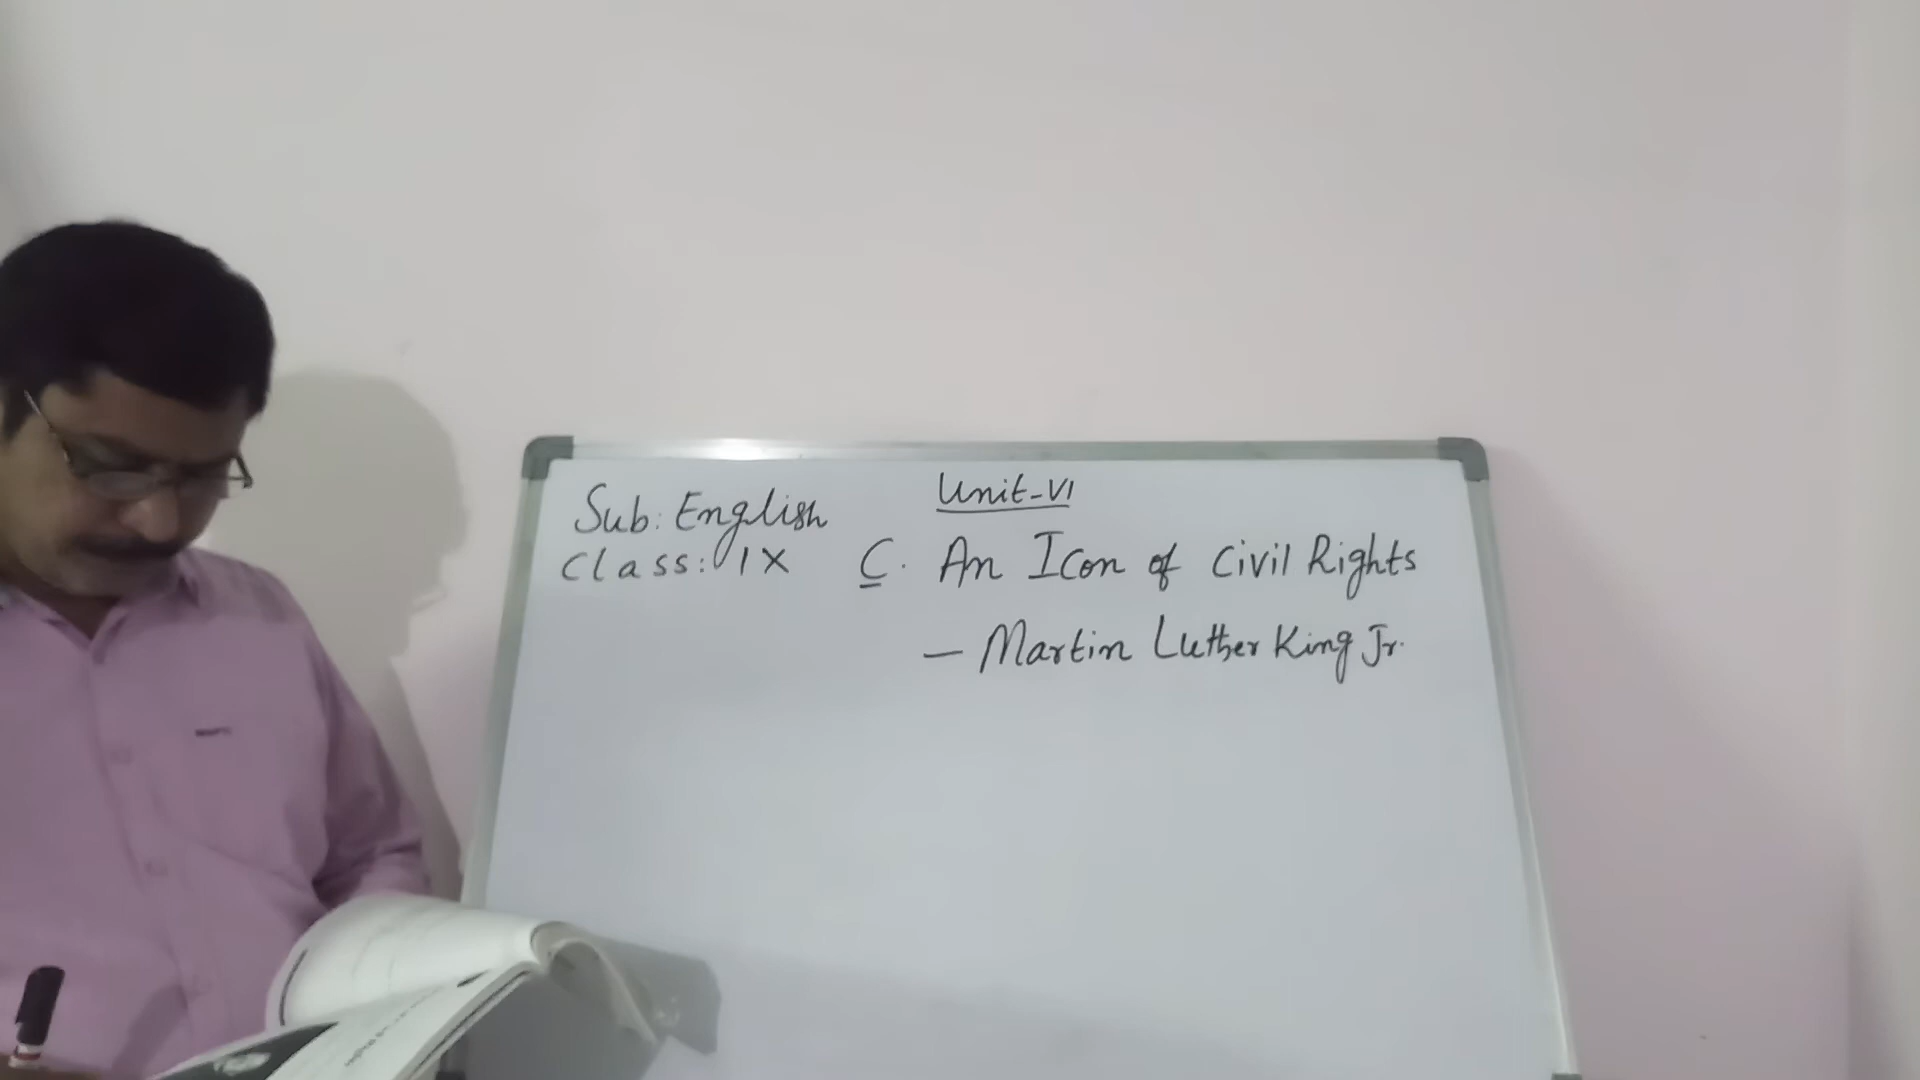 Unit-VI
Sub: English
Class: IX
C. An Icon of Civil Rights
— Martin Luther King Jr.